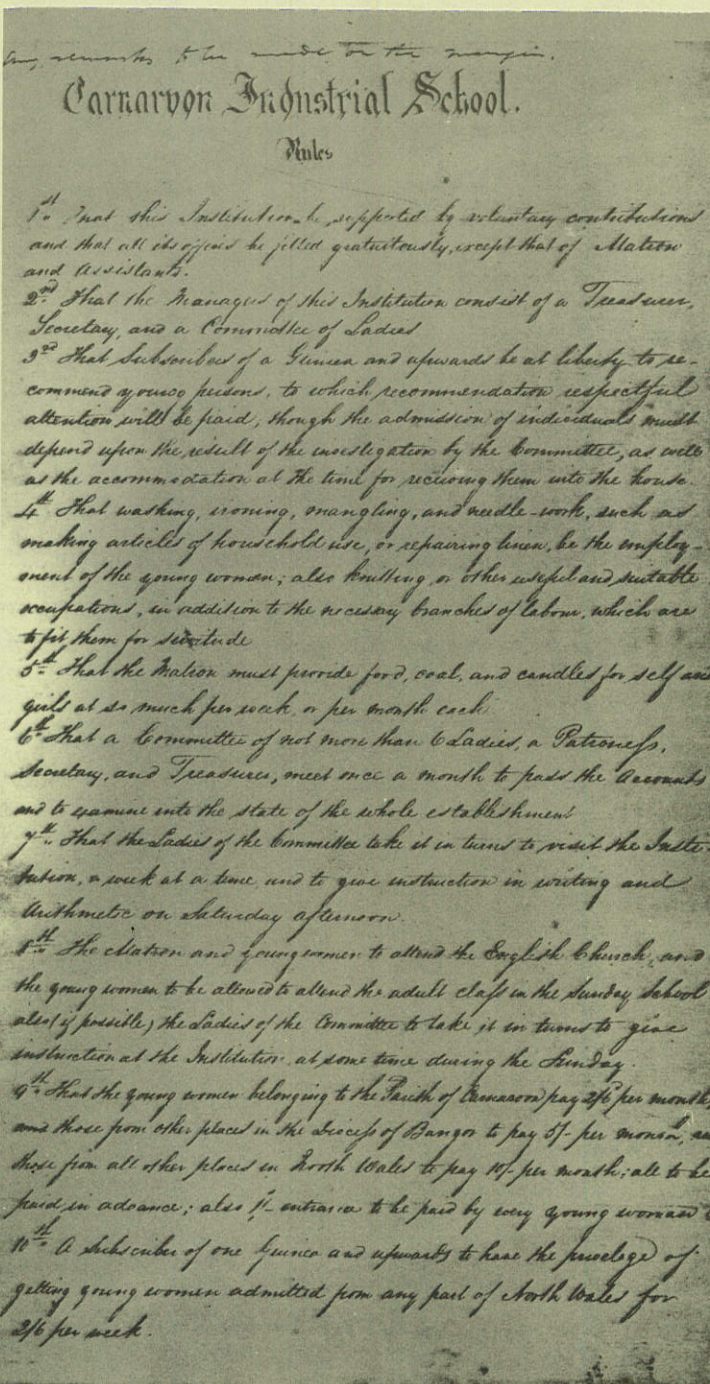 any remarks to be made on the margin.
Carnarvon Industrial School.
Rules
1st. That this Institution be supported by voluntary contributions
and that all its offices be filled gratuitously, except that of Matron
and Assistants.
2nd. That the Managers of this Institution consist of a Treasurer,
Secretary, and a Committee of Ladies
3rd That Subscribers of a Guinea and upwards be at liberty to re-
commend young persons, to which recommendation respectful
attention will be paid, though the admission of individuals must
depend upon the result of the investigation by the Committee, as well
as the accommodation at the time for receiving them into the house.
4th That washing, ironing, mangling, and needle-work, such as
making articles of household use, or repairing linen, be the employ-
ment of the young women; also knitting, or other useful and suitable
occupations, in addition to the necessary branches of labour, which are
to fit them for servitude
5th. That the Matron must provide food, coal, and candles for self and
girls at so much per week, or per month each
6th That a Committee of not more than 6 Ladies, a Patroness,
Secretary, and Treasurer, meet once a month to pass the Accounts
and to examine into the state of the whole establishment
7th. That the Ladies of the Committee take it in turns to visit the Insti-
tution, a week at a time, and to give instruction in writing and
Arithmetic on Saturday afternoon.
8th. The Matron and young women to attend the English Church, and
the young women to be allowed to attend the adult class in the Sunday School
also (if possible) the Ladies of the Committee to take it in turns to give
instruction at the Institution at some time during the Sunday.
9th. That the young women belonging to the Parish of Carnarvon pay 2/6 per month,
and those from other places in the Diocess of Bangor to pay 5/- per month,
those from all other places in North Wales to pay 10/- per month; all to be
paid in advance; also 1/- entrance to be paid by every young woman
10th. A Subscriber of one Guinea and upwards to have the privelege of
getting young women admitted from any part of North Wales for
2/6 per week.